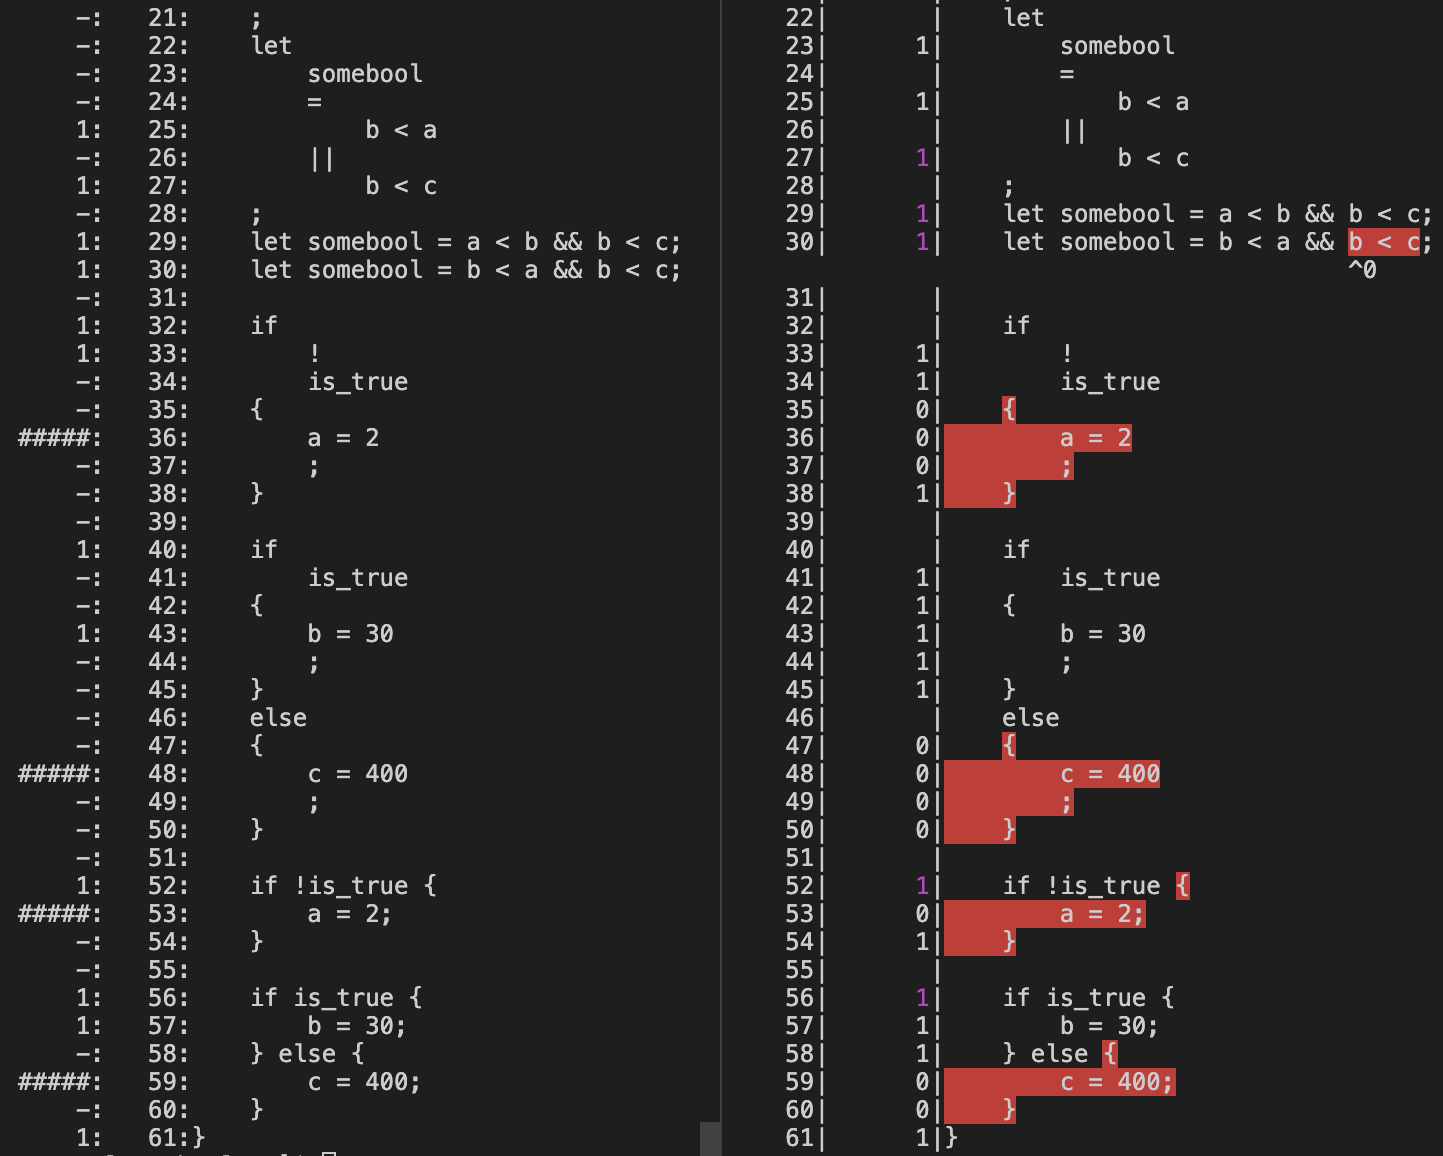 -:   21:    ;
-:   22:    let
-:   23:        somebool
-:   24:        =
1:   25:            b < a
-:   26:        ||
1:   27:            b < c
-:   28:    ;
1:   29:    let somebool = a < b && b < c;
1:   30:    let somebool = b < a && b < c;
-:   31:
1:   32:    if
1:   33:        !
-:   34:        is_true
-:   35:    {
#####:   36:        a = 2
-:   37:        ;
-:   38:    }
-:   39:
1:   40:    if
-:   41:        is_true
-:   42:    {
1:   43:        b = 30
-:   44:        ;
-:   45:    }
-:   46:    else
-:   47:    {
#####:   48:        c = 400
-:   49:        ;
-:   50:    }
-:   51:
1:   52:    if !is_true {
#####:   53:        a = 2;
-:   54:    }
-:   55:
1:   56:    if is_true {
1:   57:        b = 30;
-:   58:    } else {
#####:   59:        c = 400;
-:   60:    }
1:   61:}
22|       |    let
23|      1|        somebool
24|       |        =
25|      1|            b < a
26|       |        ||
27|      1|            b < c
28|       |    ;
29|      1|    let somebool = a < b && b < c;
30|      1|    let somebool = b < a && b < c;
^0
31|       |
32|       |    if
33|      1|        !
34|      1|        is_true
35|      0|    {
36|      0|        a = 2
37|      0|        ;
38|      1|    }
39|       |
40|       |    if
41|      1|        is_true
42|      1|    {
43|      1|        b = 30
44|      1|        ;
45|      1|    }
46|       |    else
47|      0|    {
48|      0|        c = 400
49|      0|        ;
50|      0|    }
51|       |
52|      1|    if !is_true {
53|      0|        a = 2;
54|      1|    }
55|       |
56|      1|    if is_true {
57|      1|        b = 30;
58|      1|    } else {
59|      0|        c = 400;
60|      0|    }
61|      1|}